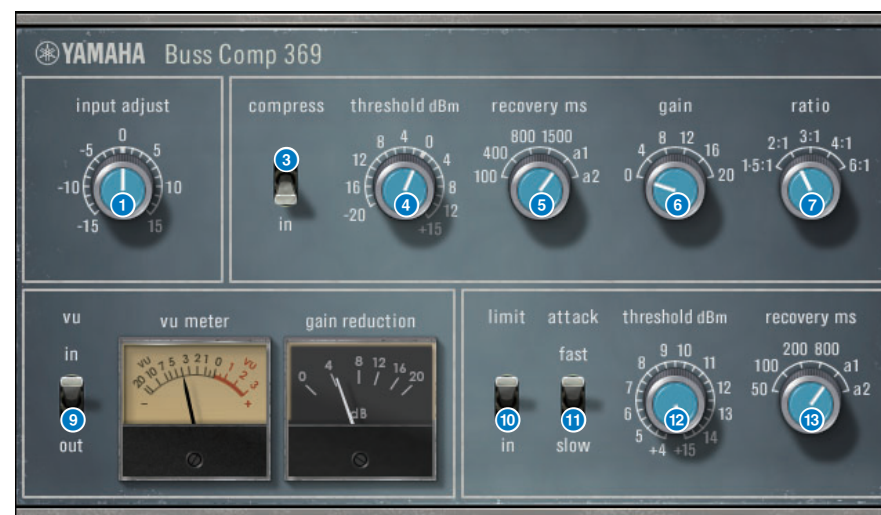 YAMAHA Buss Comp 369
input adjust
0
-5 5
-10 10
-15 15
1
compress
3
in
threshold dBm
8 4 0
12 4
16 8
-20 12
+15
4
recovery ms
800 1500
400 a1
100 a2
5
gain
8 12
4 16
0 20
6
ratio
3:1
2:1 4:1
1·5:1 6:1
7
vu
in
9
out
vu meter
VU VU
20 10 7 5 3 2 1 0 1 2 3
- +
gain reduction
0 4 8 12 16 20
dB
limit
10
in
attack
fast
11
slow
threshold dBm
9 10
8 11
7 12
6 13
5 14
+4 +15
12
recovery ms
200 800
100 a1
50 a2
13